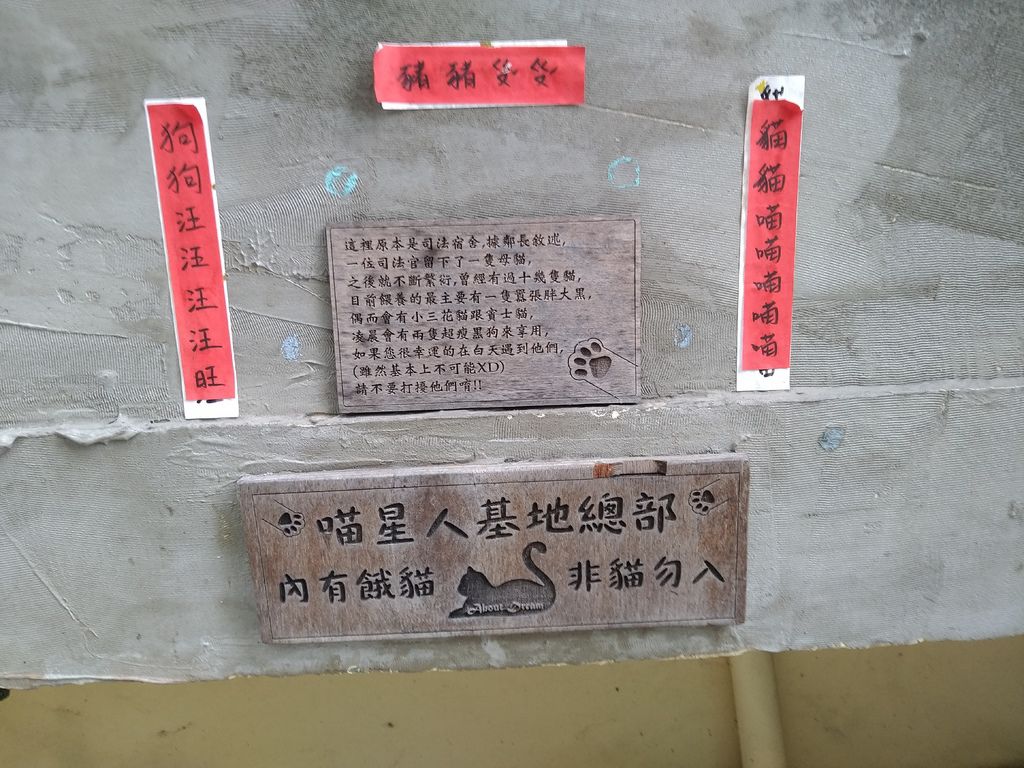 豬豬㕛㕛
貓貓喵喵喵喵喵
狗狗汪汪汪汪旺
這裡原本是司法宿舍,據鄰長敘述,
一位司法官留下了一隻母貓,
之後就不斷繁衍,曾經有過十幾隻貓,
目前餵養的最主要有一隻囂張胖大黑,
偶而會有小三花貓跟賓士貓,
凌晨會有兩隻超瘦黑狗來享用,
如果您很幸運的在白天遇到他們,
(雖然基本上不可能XD)
請不要打擾他們唷!!
喵星人基地總部
內有餓貓 非貓勿入
About Dream